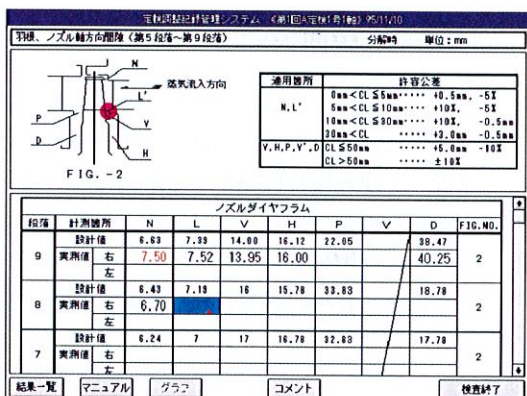 定検調整記録管理システム 《第1回A定検1号1軸》 95/11/10
羽根、ノズル軸方向間隙(第5段落~第9段落) 分解時 単位:mm
N
蒸気流入方向
L'
P
V
D
H
FIG. -2
適用箇所 許容公差
N,L' 0mm<CL≦5mm‥‥‥ +0.5mm, -5%
5mm<CL≦10mm‥‥‥ +10%, -5%
10mm<CL≦30mm‥‥‥ +10%, -0.5mm
30mm<CL ‥‥‥ +3.0mm -0.5mm
V,H,P,V',D CL≦50mm ‥‥‥ +5.0mm -10%
CL>50mm ‥‥‥ ±10%
ノズルダイヤフラム
段落 計測箇所 N L V H P V D FIG.NO.
9 設計値 6.63 7.39 14.00 16.12 22.05 38.47 2
実測値 右 7.50 7.52 13.95 16.00 40.25
左
8 設計値 6.43 7.19 16 15.78 33.83 18.78 2
実測値 右 6.70
左
7 設計値 6.24 7 17 16.78 32.83 17.78 2
実測値 右
左
結果一覧 マニュアル グラフ コメント 検査終了